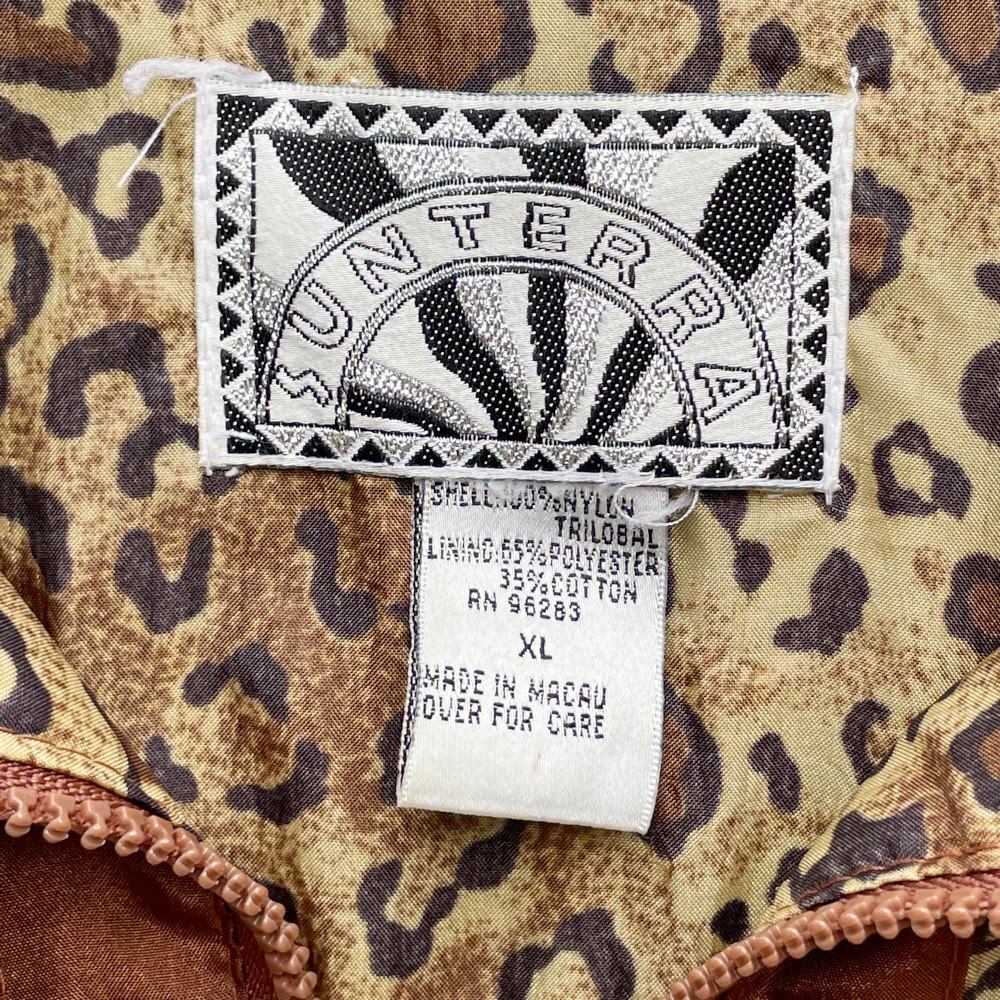 SUNTERRA
SHELL:100%NYLON
TRILOBAL
LINING:65%POLYESTER
35%COTTON
RN 96283
XL
MADE IN MACAU
OVER FOR CARE